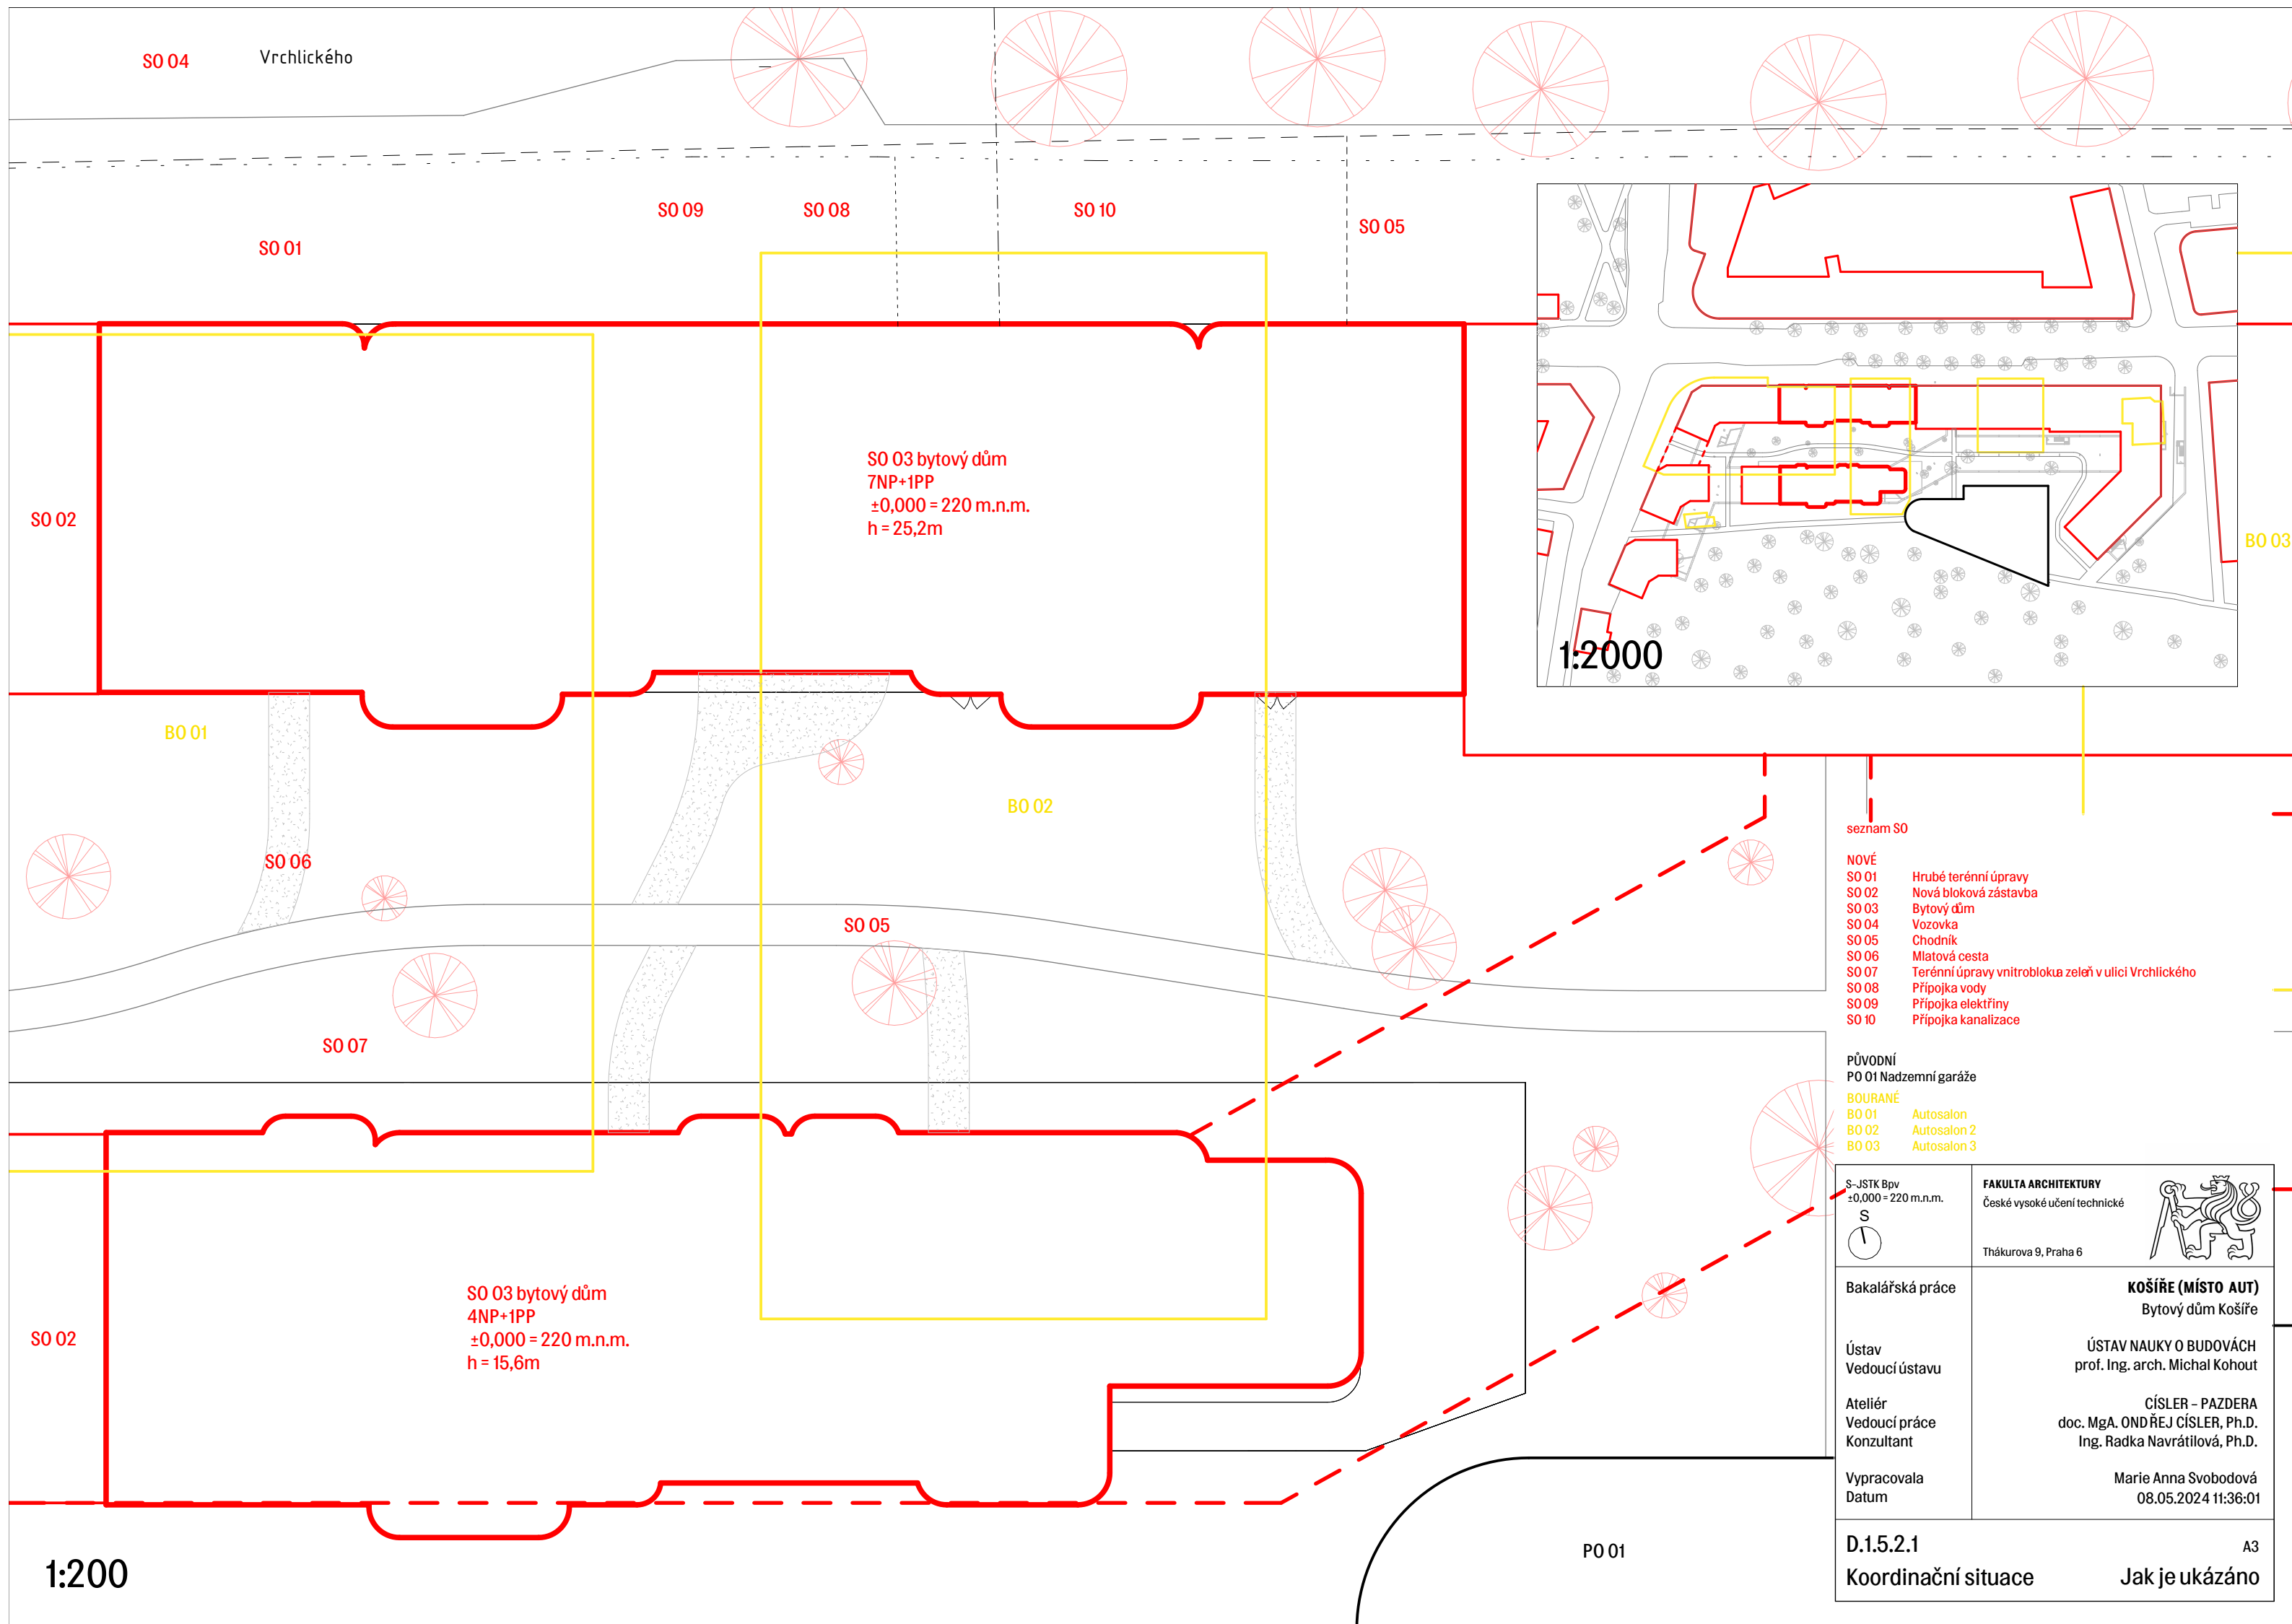 SO 04
Vrchlického
SO 09
SO 08
SO 10
SO 05
SO 01
SO 03 bytový dům
7NP+1PP
±0,000 = 220 m.n.m.
h = 25,2m
SO 02
BO 03
1:2000
BO 01
BO 02
SO 06
SO 05
SO 07
seznam SO
NOVÉ
SO 01 Hrubé terénní úpravy
SO 02 Nová bloková zástavba
SO 03 Bytový dům
SO 04 Vozovka
SO 05 Chodník
SO 06 Mlatová cesta
SO 07 Terénní úpravy vnitrobloku a zeleň v ulici Vrchlického
SO 08 Přípojka vody
SO 09 Přípojka elektřiny
SO 10 Přípojka kanalizace
PŮVODNÍ
PO 01 Nadzemní garáže
BOURANÉ
BO 01 Autosalon
BO 02 Autosalon 2
BO 03 Autosalon 3
SO 03 bytový dům
4NP+1PP
±0,000 = 220 m.n.m.
h = 15,6m
SO 02
1:200
PO 01
S-JSTK Bpv
±0,000 = 220 m.n.m.
S
FAKULTA ARCHITEKTURY
České vysoké učení technické
Thákurova 9, Praha 6
Bakalářská práce
KOŠÍŘE (MÍSTO AUT)
Bytový dům Košíře
Ústav ÚSTAV NAUKY O BUDOVÁCH
Vedoucí ústavu prof. Ing. arch. Michal Kohout
Ateliér CÍSLER – PAZDERA
Vedoucí práce doc. MgA. ONDŘEJ CÍSLER, Ph.D.
Konzultant Ing. Radka Navrátilová, Ph.D.
Vypracovala Marie Anna Svobodová
Datum 08.05.2024 11:36:01
D.1.5.2.1 A3
Koordinační situace Jak je ukázáno